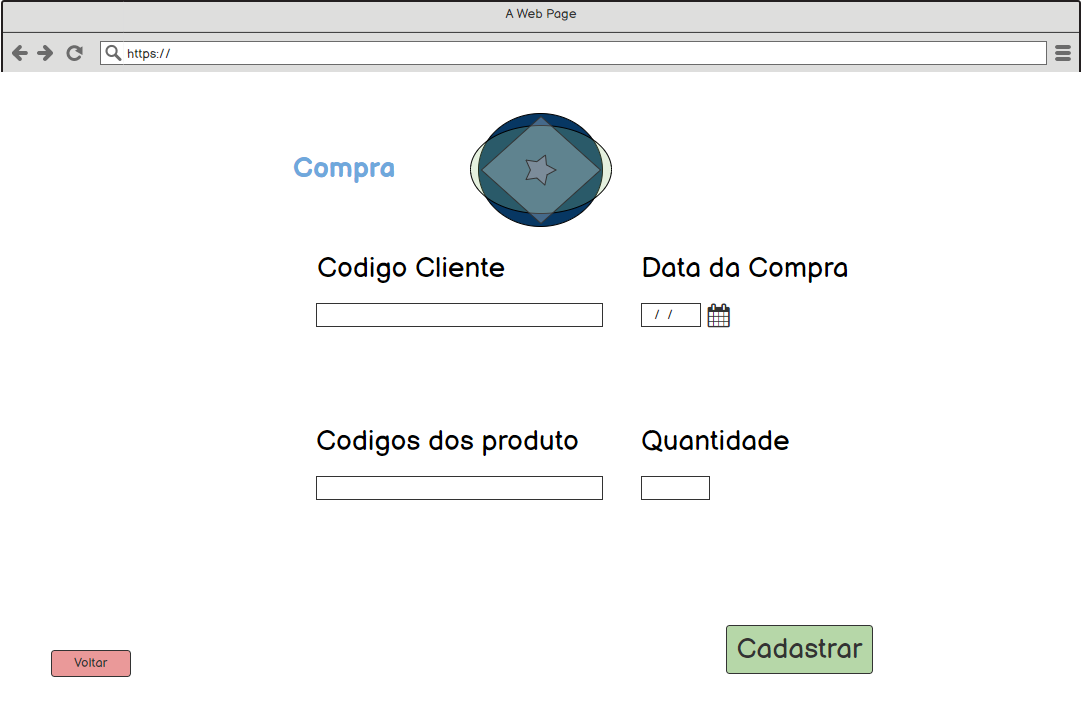 A Web Page
https://
Compra
Codigo Cliente
Data da Compra
/ /
Codigos dos produto
Quantidade
Cadastrar
Voltar